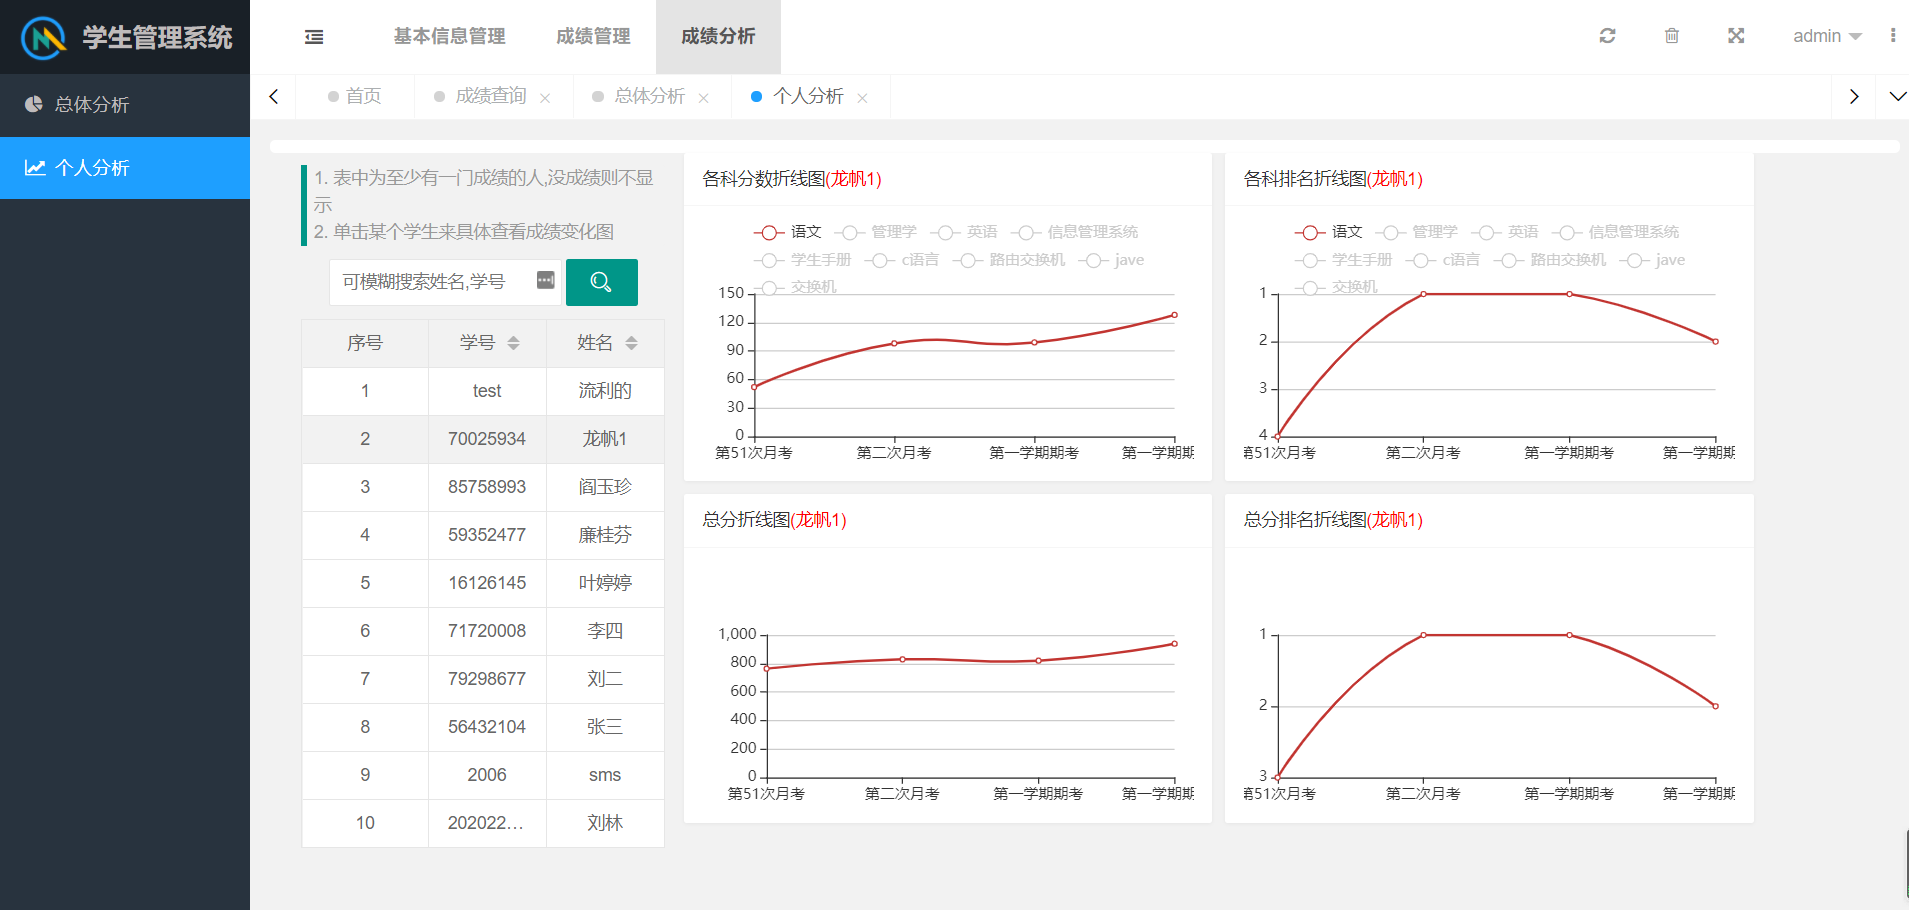 学生管理系统
基本信息管理 成绩管理 成绩分析
admin
总体分析
个人分析
首页 成绩查询 总体分析 个人分析
1. 表中为至少有一门成绩的人,没成绩则不显
示
2. 单击某个学生来具体查看成绩变化图
可模糊搜索姓名,学号
序号 学号 姓名
1 test 流利的
2 70025934 龙帆1
3 85758993 阎玉珍
4 59352477 廉桂芬
5 16126145 叶婷婷
6 71720008 李四
7 79298677 刘二
8 56432104 张三
9 2006 sms
10 202022... 刘林
各科分数折线图(龙帆1)
语文 管理学 英语 信息管理系统
学生手册 c语言 路由交换机 jave
交换机
150
120
90
60
30
0
第51次月考 第二次月考 第一学期期考 第一学期期
各科排名折线图(龙帆1)
语文 管理学 英语 信息管理系统
学生手册 c语言 路由交换机 jave
交换机
1
2
3
4
第51次月考 第二次月考 第一学期期考 第一学期期
总分折线图(龙帆1)
1,000
800
600
400
200
0
第51次月考 第二次月考 第一学期期考 第一学期期
总分排名折线图(龙帆1)
1
2
3
第51次月考 第二次月考 第一学期期考 第一学期期